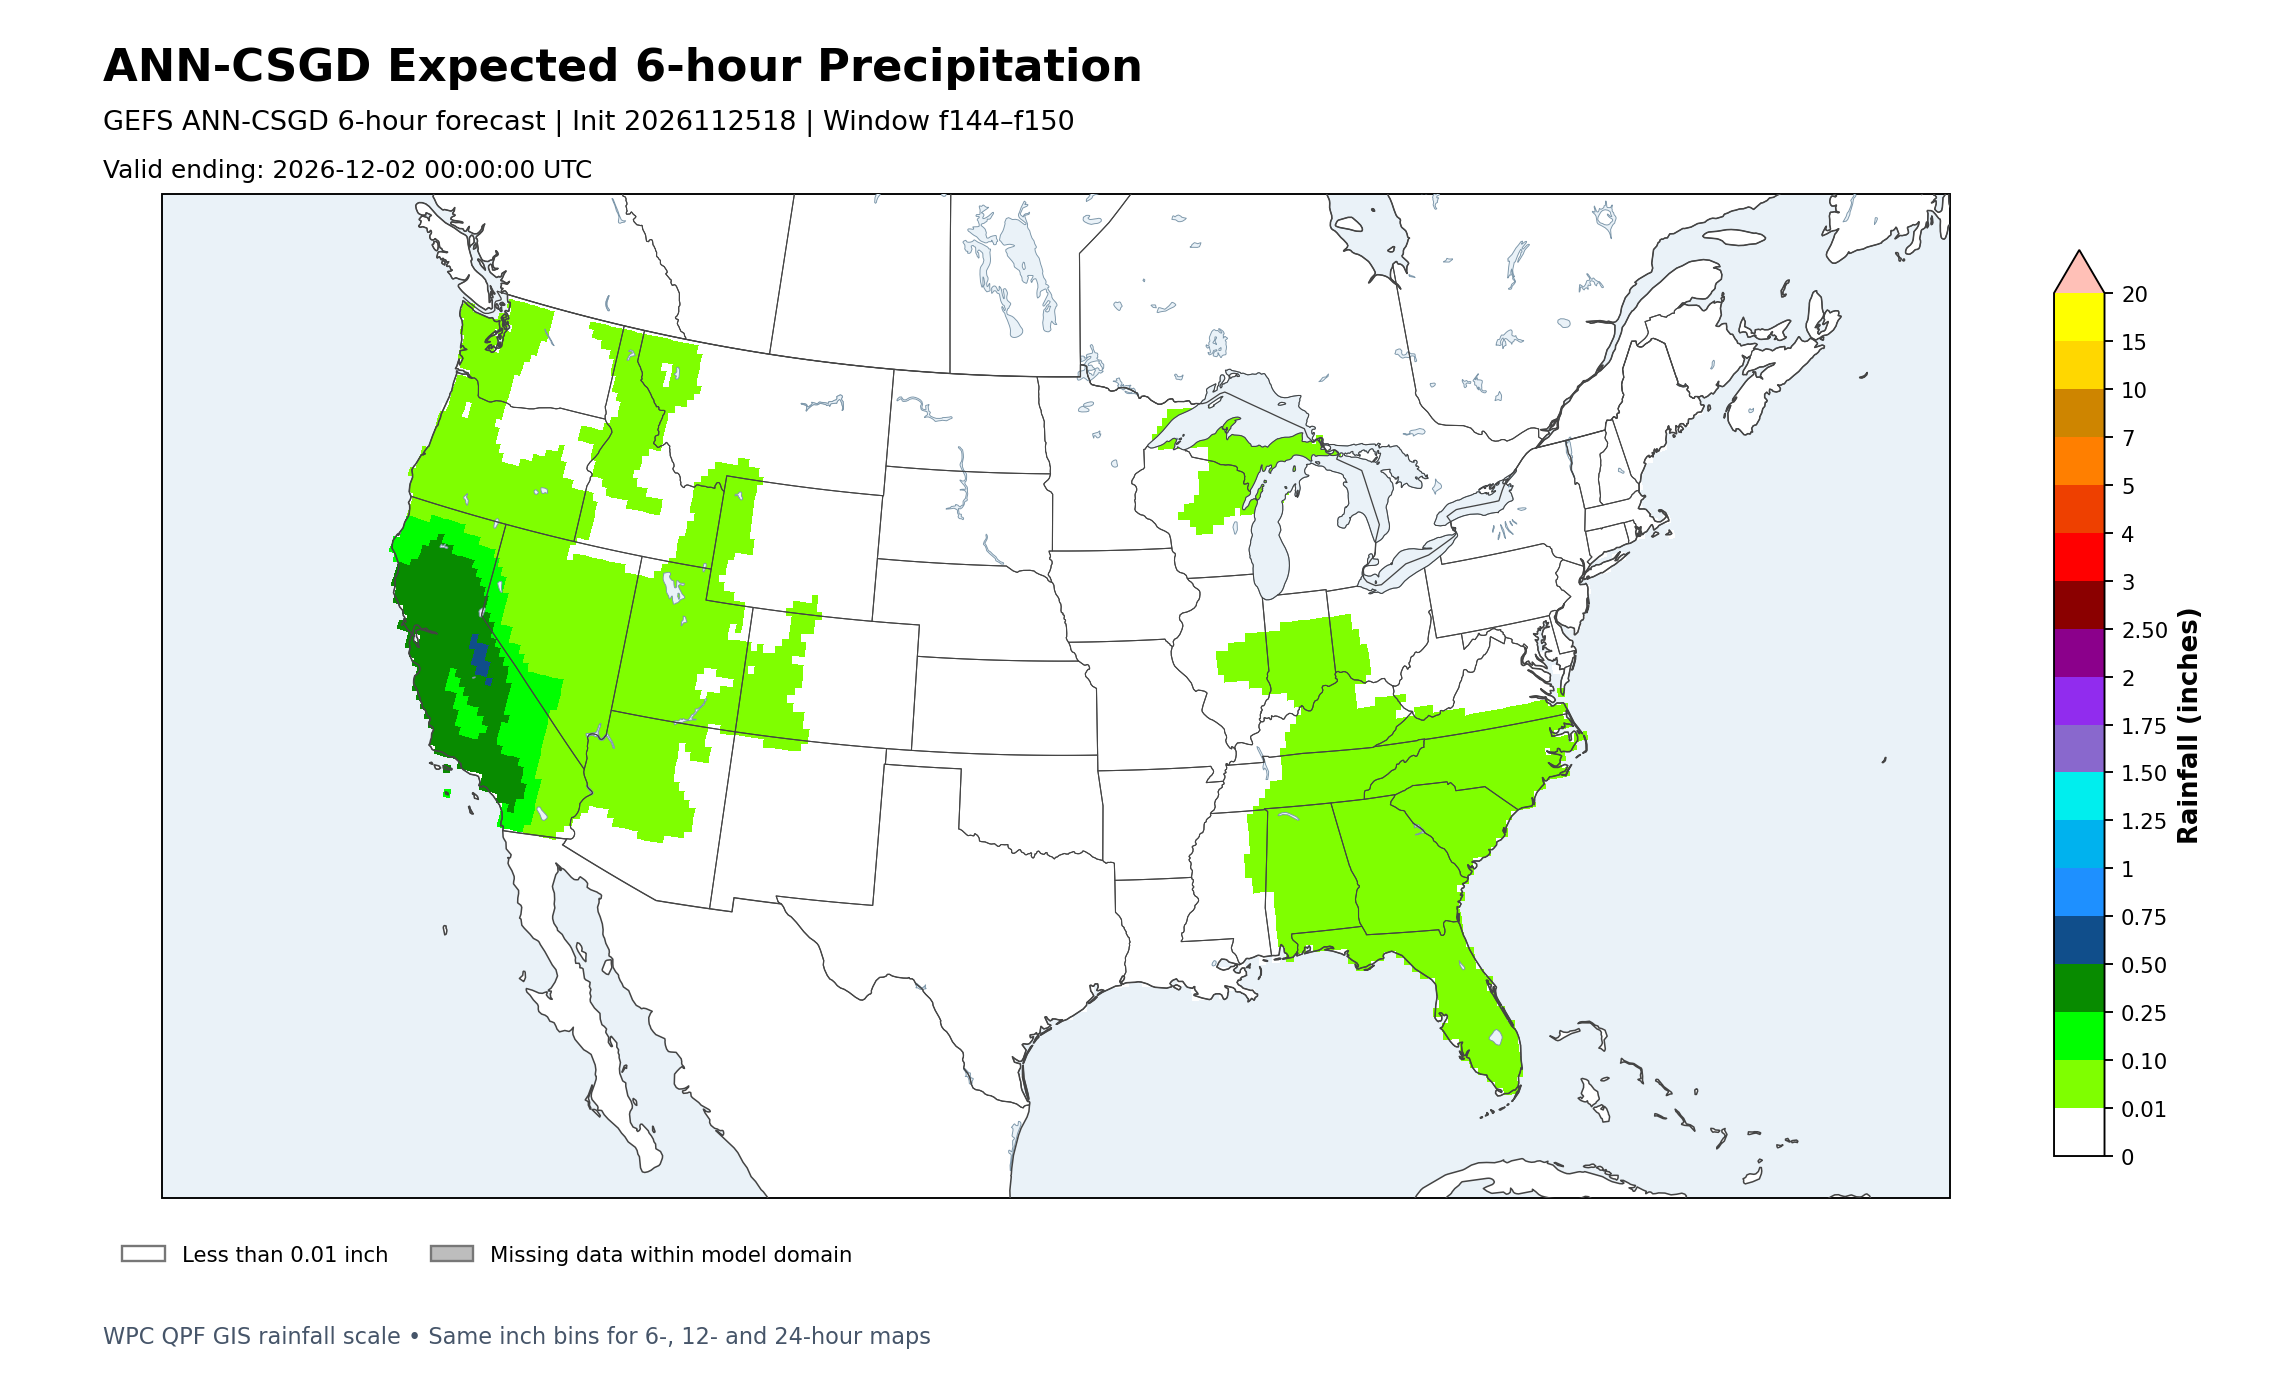 ANN-CSGD Expected 6-hour Precipitation
GEFS ANN-CSGD 6-hour forecast | Init 2026112518 | Window f144–f150
Valid ending: 2026-12-02 00:00:00 UTC
20
15
10
7
5
4
3
2.50
2
1.75
1.50
1.25
1
0.75
0.50
0.25
0.10
0.01
0
Rainfall (inches)
Less than 0.01 inch
Missing data within model domain
WPC QPF GIS rainfall scale • Same inch bins for 6-, 12- and 24-hour maps